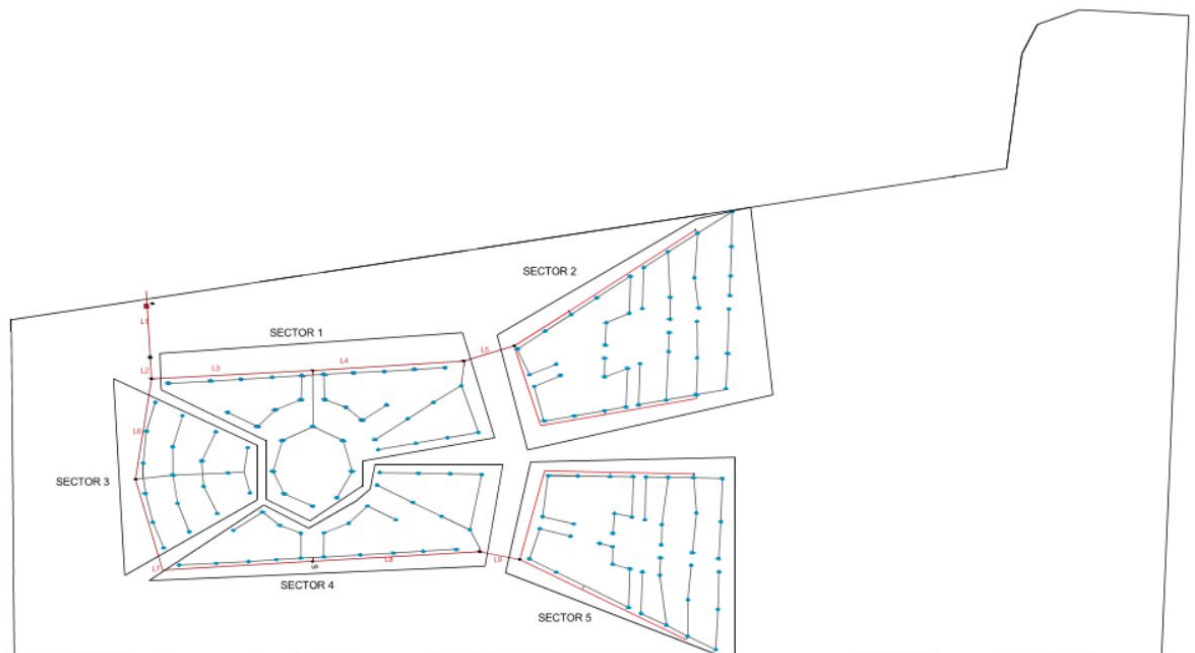 SECTOR 2
L1
SECTOR 1
L5
L4
L3
L2
L6
SECTOR 3
L7
L8
L9
SECTOR 4
SECTOR 5